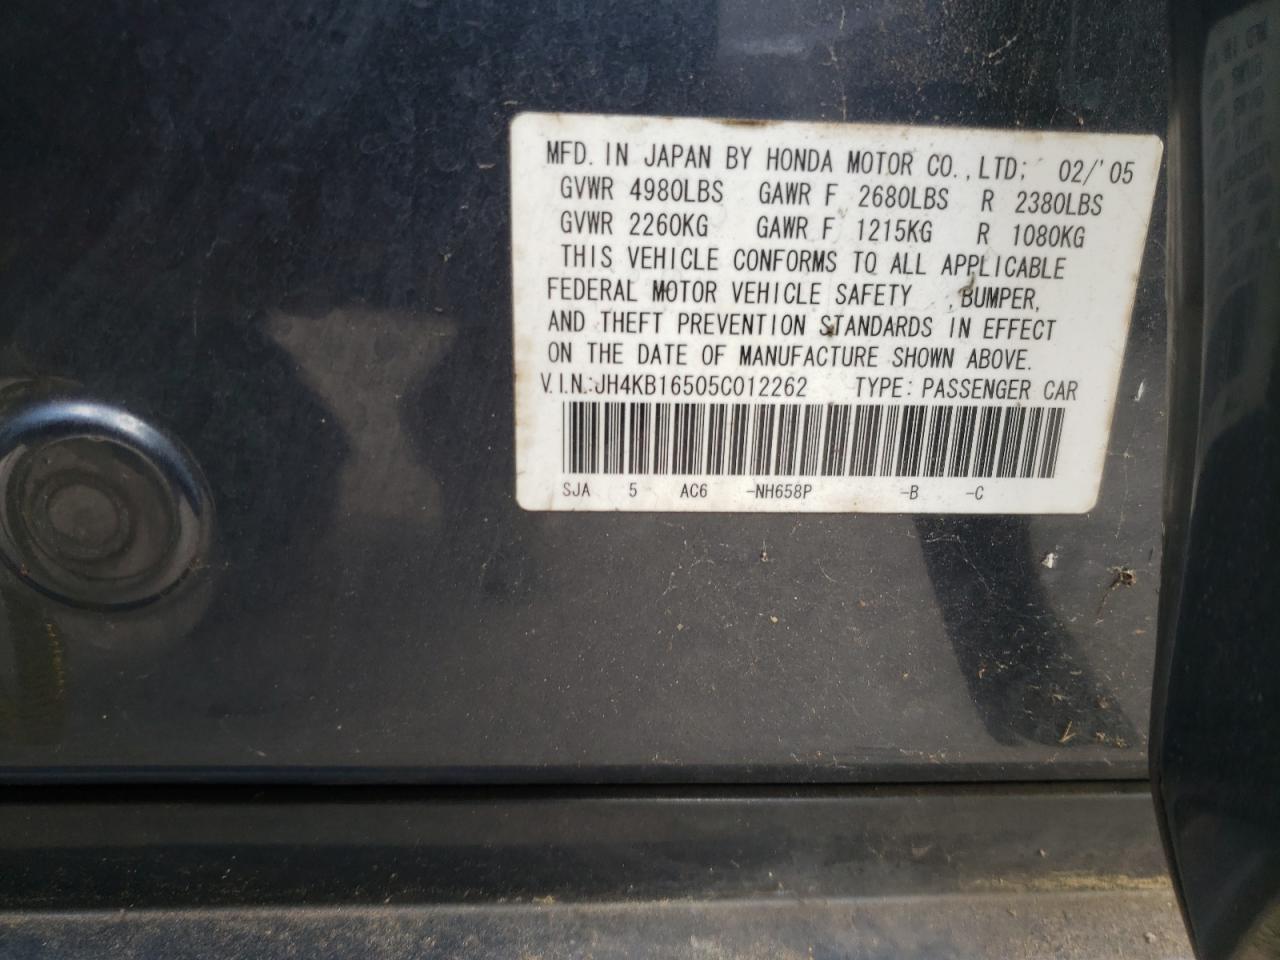 MFD. IN JAPAN BY HONDA MOTOR CO., LTD; 02/'05
GVWR 4980LBS GAWR F 2680LBS R 2380LBS
GVWR 2260KG GAWR F 1215KG R 1080KG
THIS VEHICLE CONFORMS TO ALL APPLICABLE
FEDERAL MOTOR VEHICLE SAFETY , BUMPER,
AND THEFT PREVENTION STANDARDS IN EFFECT
ON THE DATE OF MANUFACTURE SHOWN ABOVE.
V.I.N.:JH4KB16505C012262 TYPE: PASSENGER CAR
SJA 5 AC6 -NH658P -B -C